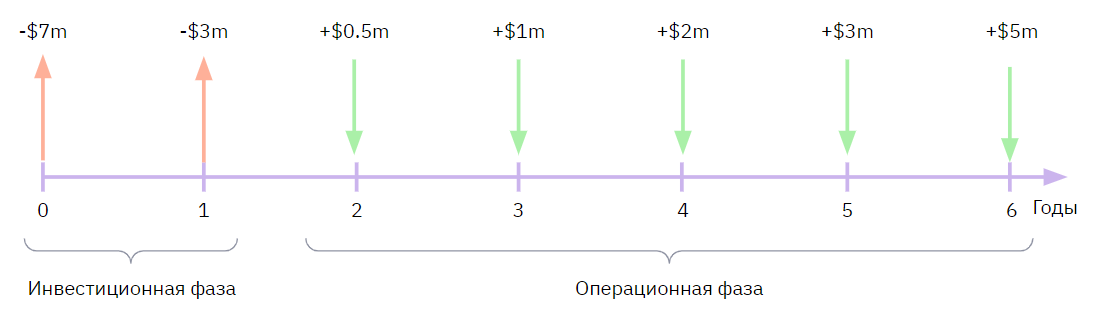 -$7m -$3m +$0.5m +$1m +$2m +$3m +$5m
0 1 2 3 4 5 6 Годы
Инвестиционная фаза Операционная фаза